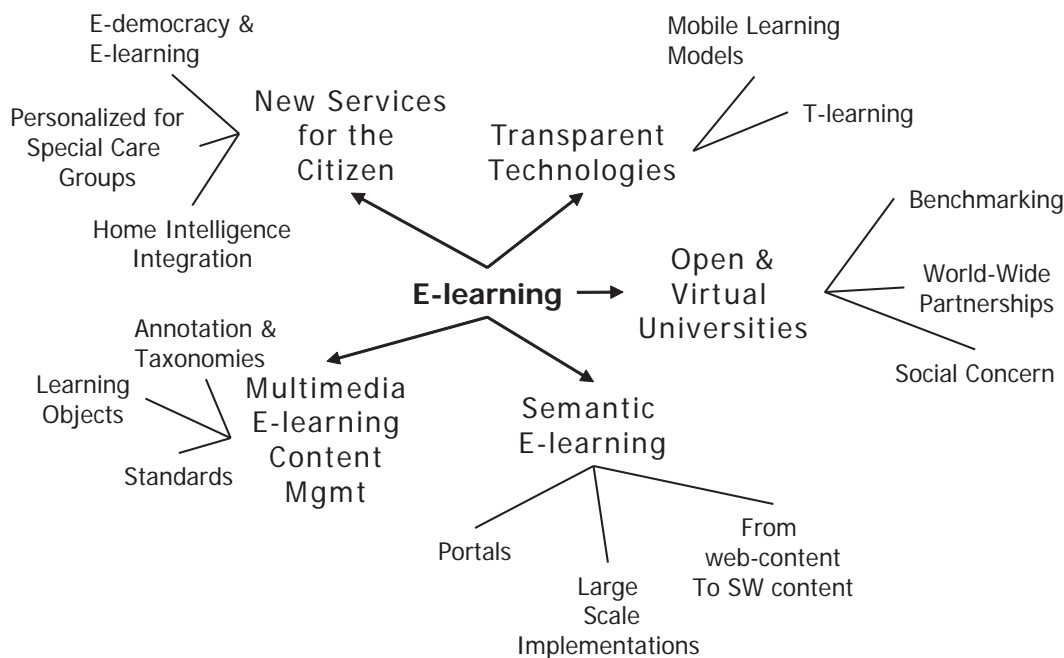 E-democracy &
E-learning
Personalized for
Special Care
Groups
Home Intelligence
Integration
New Services
for the
Citizen
Transparent
Technologies
Mobile Learning
Models
T-learning
E-learning
Open &
Virtual
Universities
Benchmarking
World-Wide
Partnerships
Social Concern
Annotation &
Taxonomies
Learning
Objects
Standards
Multimedia
E-learning
Content
Mgmt
Semantic
E-learning
Portals
Large
Scale
Implementations
From
web-content
To SW content